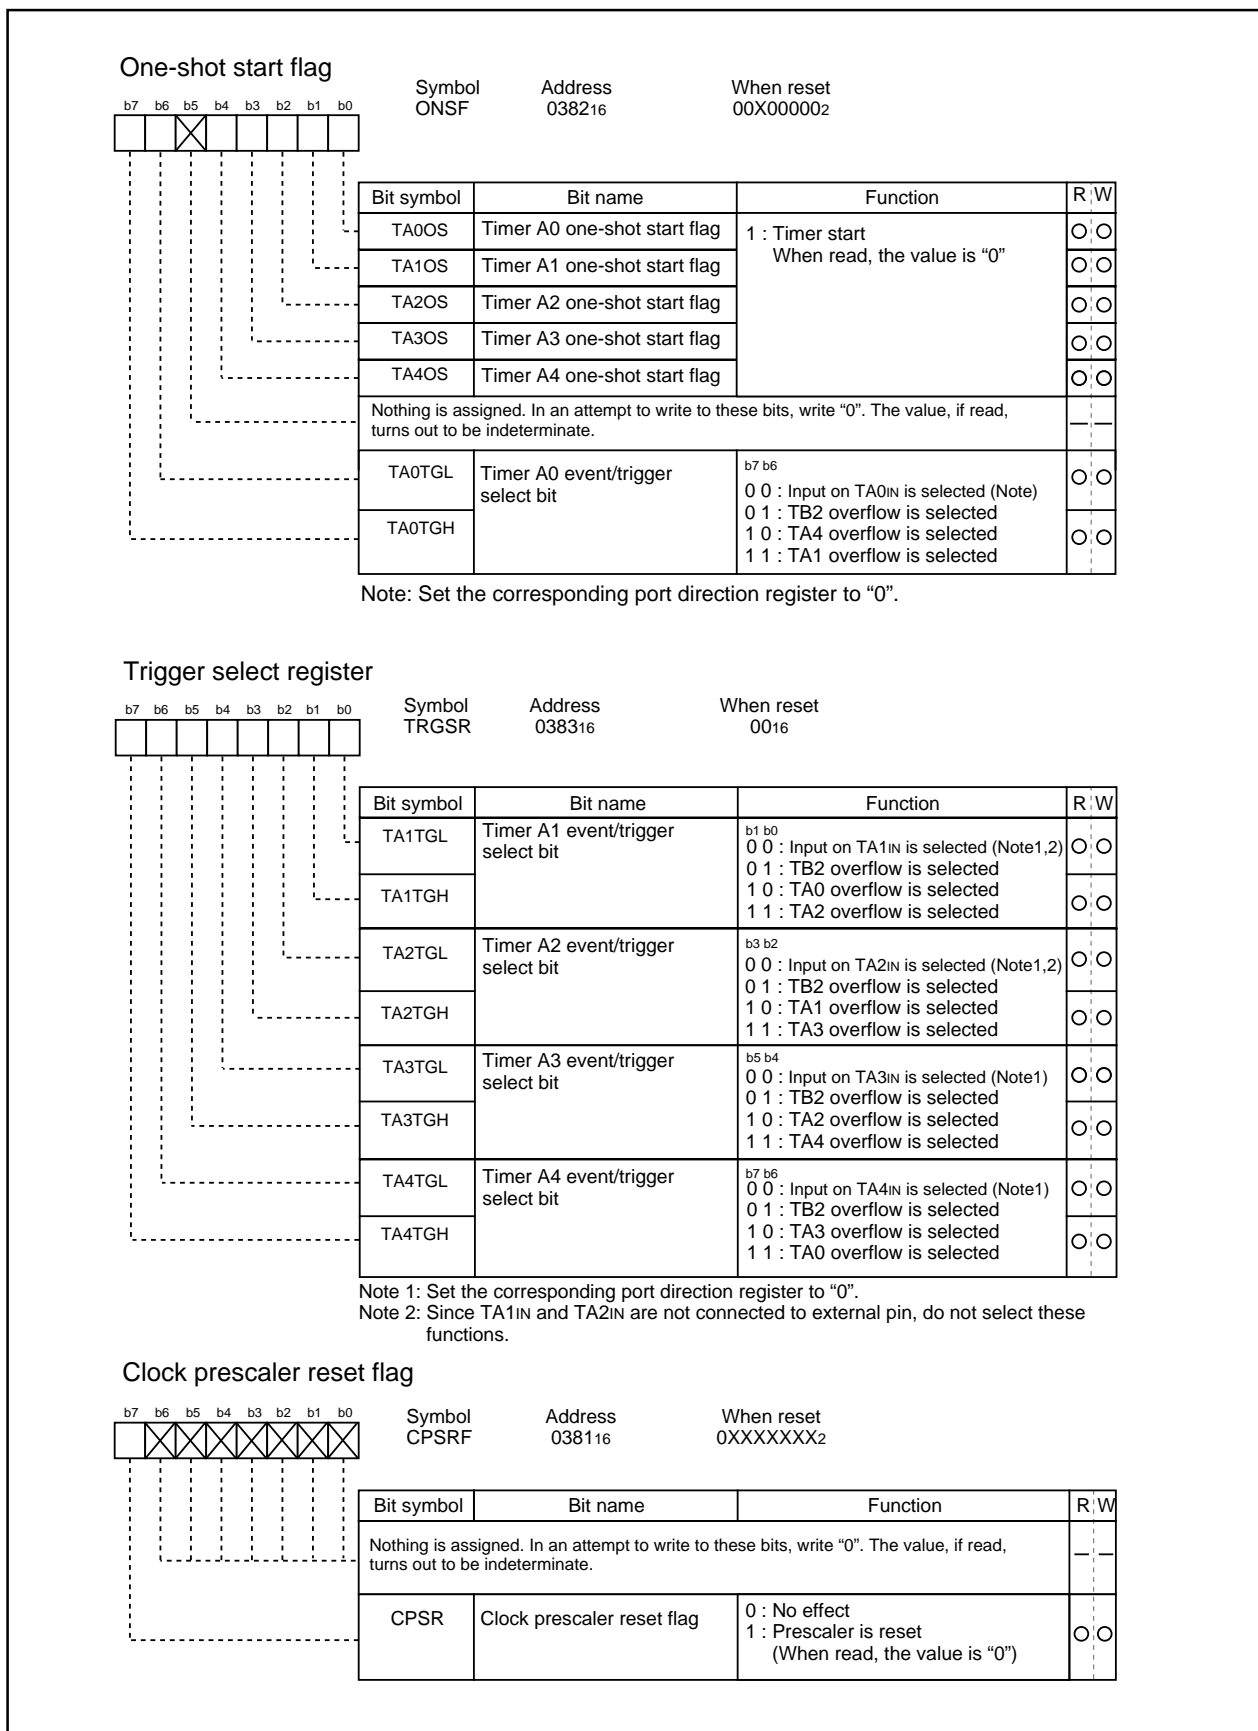 One-shot start flag
Symbol Address When reset
ONSF 038216 00X000002
b7 b6 b5 b4 b3 b2 b1 b0
Bit symbol Bit name Function R W
TA0OS Timer A0 one-shot start flag 1 : Timer start
When read, the value is “0”
TA1OS Timer A1 one-shot start flag
TA2OS Timer A2 one-shot start flag
TA3OS Timer A3 one-shot start flag
TA4OS Timer A4 one-shot start flag
Nothing is assigned. In an attempt to write to these bits, write “0”. The value, if read,
turns out to be indeterminate.
TA0TGL Timer A0 event/trigger b7 b6
select bit 0 0 : Input on TA0IN is selected (Note)
0 1 : TB2 overflow is selected
TA0TGH 1 0 : TA4 overflow is selected
1 1 : TA1 overflow is selected
Note: Set the corresponding port direction register to “0”.
Trigger select register
Symbol Address When reset
TRGSR 038316 0016
b7 b6 b5 b4 b3 b2 b1 b0
Bit symbol Bit name Function R W
TA1TGL Timer A1 event/trigger b1 b0
select bit 0 0 : Input on TA1IN is selected (Note1,2)
0 1 : TB2 overflow is selected
TA1TGH 1 0 : TA0 overflow is selected
1 1 : TA2 overflow is selected
TA2TGL Timer A2 event/trigger b3 b2
select bit 0 0 : Input on TA2IN is selected (Note1,2)
0 1 : TB2 overflow is selected
TA2TGH 1 0 : TA1 overflow is selected
1 1 : TA3 overflow is selected
TA3TGL Timer A3 event/trigger b5 b4
select bit 0 0 : Input on TA3IN is selected (Note1)
0 1 : TB2 overflow is selected
TA3TGH 1 0 : TA2 overflow is selected
1 1 : TA4 overflow is selected
TA4TGL Timer A4 event/trigger b7 b6
select bit 0 0 : Input on TA4IN is selected (Note1)
0 1 : TB2 overflow is selected
TA4TGH 1 0 : TA3 overflow is selected
1 1 : TA0 overflow is selected
Note 1: Set the corresponding port direction register to “0”.
Note 2: Since TA1IN and TA2IN are not connected to external pin, do not select these
functions.
Clock prescaler reset flag
Symbol Address When reset
CPSRF 038116 0XXXXXXX2
b7 b6 b5 b4 b3 b2 b1 b0
Bit symbol Bit name Function R W
Nothing is assigned. In an attempt to write to these bits, write “0”. The value, if read,
turns out to be indeterminate.
CPSR Clock prescaler reset flag 0 : No effect
1 : Prescaler is reset
(When read, the value is “0”)